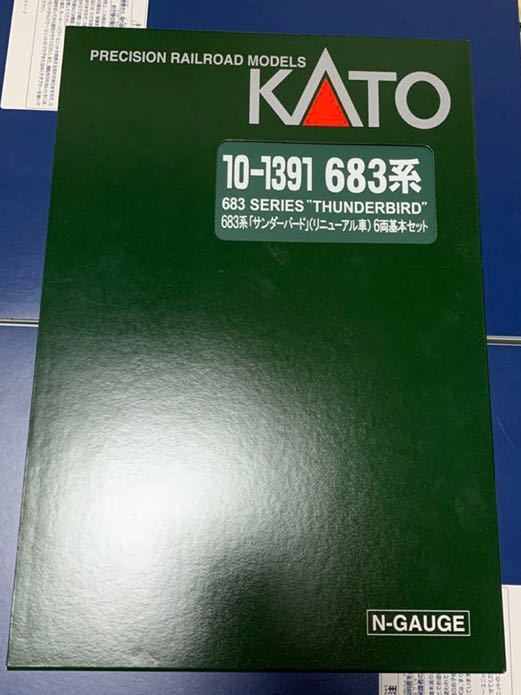 PRECISION RAILROAD MODELS
KATO
10-1391 683系
683 SERIES "THUNDERBIRD"
683系「サンダーバード」(リニューアル車) 6両基本セット
N-GAUGE